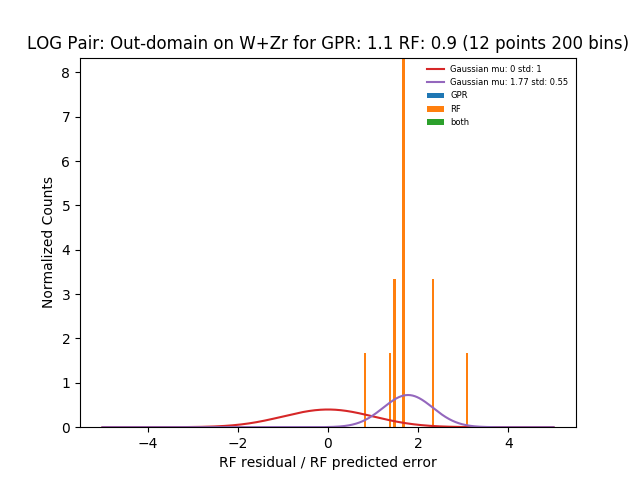 LOG Pair: Out-domain on W+Zr for GPR: 1.1 RF: 0.9 (12 points 200 bins)
Gaussian mu: 0 std: 1
Gaussian mu: 1.77 std: 0.55
GPR
RF
both
8
7
6
5
4
3
2
1
0
Normalized Counts
−4 −2 0 2 4
RF residual / RF predicted error